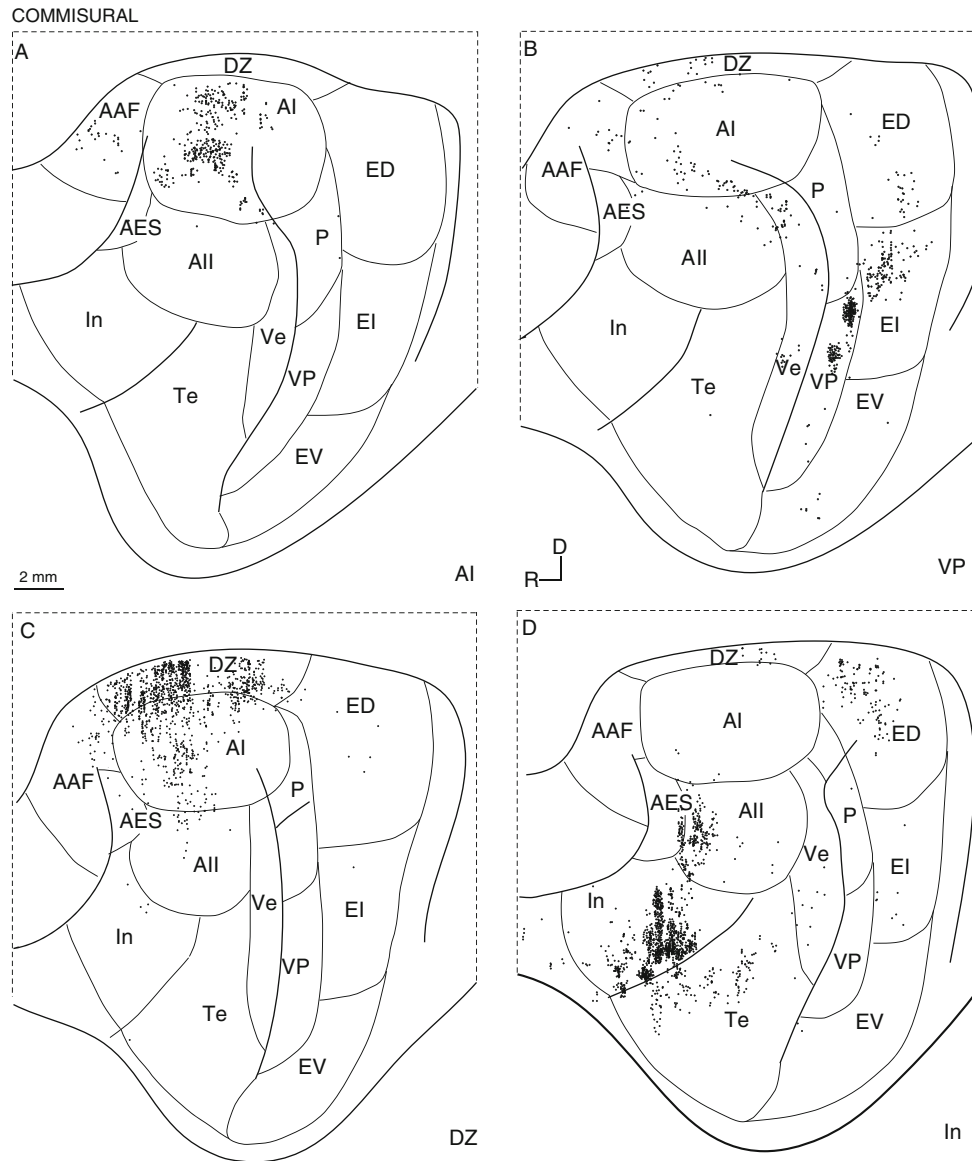 COMMISURAL
A
DZ
AAF
AI
ED
AES
P
AII
In
EI
Ve
VP
Te
EV
2 mm
AI
B
DZ
ED
AI
AAF
P
AES
AII
In
EI
Ve
VP
EV
Te
D
R
VP
C
DZ
ED
AI
AAF
P
AES
AII
Ve
EI
In
VP
Te
EV
DZ
D
DZ
ED
AAF
AI
AES
AII
P
Ve
EI
In
VP
Te
EV
In